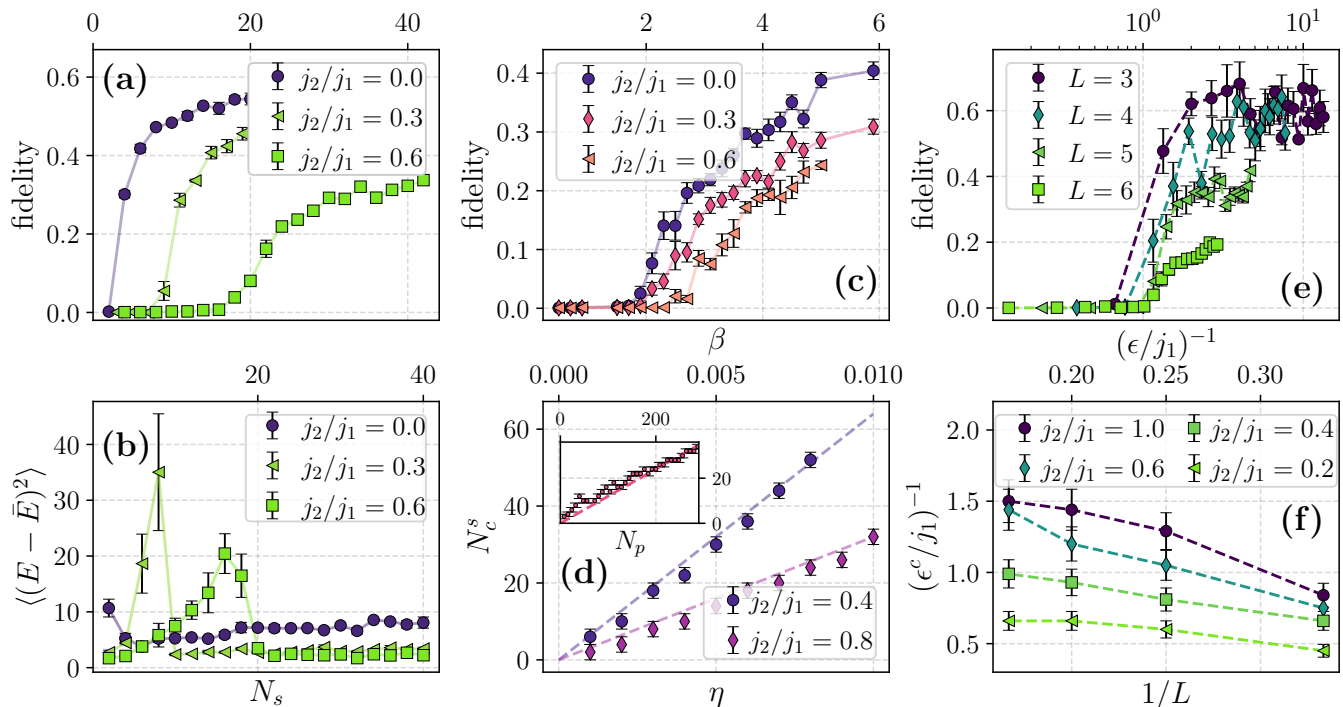 0 20 40
0.6
0.4
0.2
0.0
fidelity
(a)
j₂/j₁ = 0.0
j₂/j₁ = 0.3
j₂/j₁ = 0.6
2 4 6
0.4
0.3
0.2
0.1
0.0
fidelity
j₂/j₁ = 0.0
j₂/j₁ = 0.3
j₂/j₁ = 0.6
(c)
β
10⁰ 10¹
0.6
0.4
0.2
0.0
fidelity
L = 3
L = 4
L = 5
L = 6
(e)
(ϵ/j₁)⁻¹
20 40
40
30
20
10
0
⟨(E − Ē)²⟩
(b)
j₂/j₁ = 0.0
j₂/j₁ = 0.3
j₂/j₁ = 0.6
Nₛ
0.000 0.005 0.010
60
40
20
0
N_c^s
0 200
20
0
N_p
(d)
j₂/j₁ = 0.4
j₂/j₁ = 0.8
η
0.20 0.25 0.30
2.0
1.5
1.0
0.5
(ϵᶜ/j₁)⁻¹
j₂/j₁ = 1.0
j₂/j₁ = 0.6
j₂/j₁ = 0.4
j₂/j₁ = 0.2
(f)
1/L